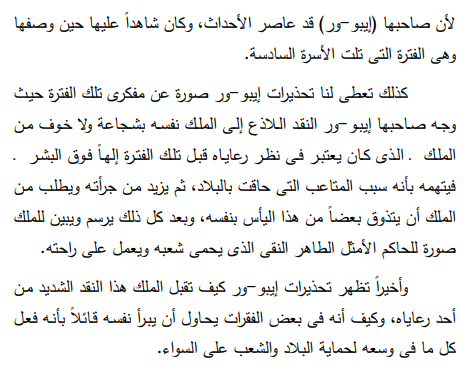 لأن صاحبها (إيبو-ور) قد عاصر الأحداث، وكان شاهداً عليها حين وصفها
وهى الفترة التى تلت الأسرة السادسة.
كذلك تعطى لنا تحذيرات إيبو-ور صورة عن مفكرى تلك الفترة حيث
وجه صاحبها إيبو-ور النقد اللاذع إلى الملك نفسه بشجاعة ولا خوف من
الملك . الذى كان يعتبر فى نظر رعاياه قبل تلك الفترة إلهاً فوق البشر .
فيتهمه بأنه سبب المتاعب التى حاقت بالبلاد، ثم يزيد من جرأته ويطلب من
الملك أن يتذوق بعضاً من هذا اليأس بنفسه، وبعد كل ذلك يرسم ويبين للملك
صورة للحاكم الأمثل الطاهر النقى الذى يحمى شعبه ويعمل على راحته.
وأخيراً تظهر تحذيرات إيبو-ور كيف تقبل الملك هذا النقد الشديد من
أحد رعاياه، وكيف أنه فى بعض الفقرات يحاول أن يبرأ نفسه قائلاً بأنه فعل
كل ما فى وسعه لحماية البلاد والشعب على السواء.